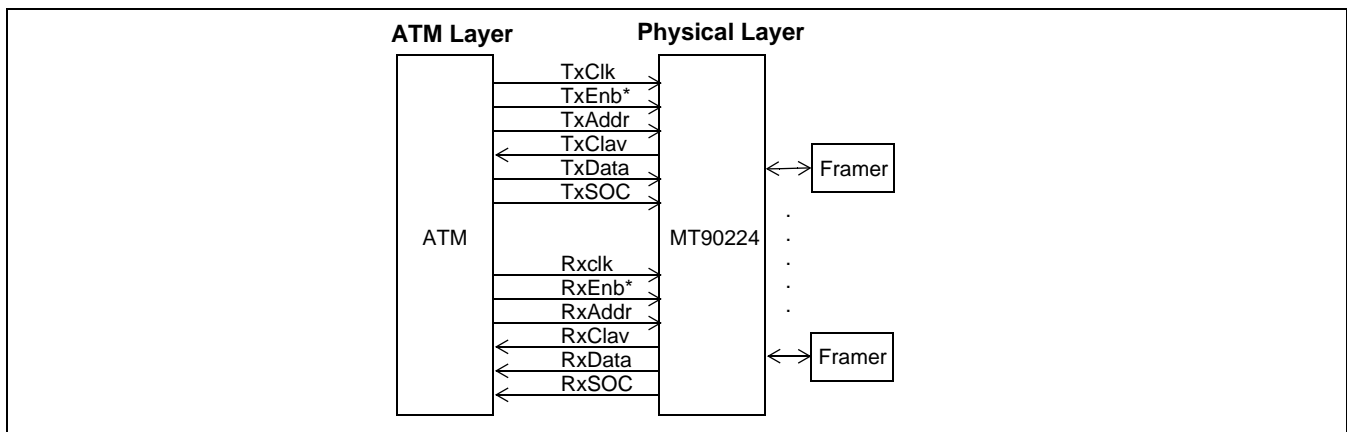 ATM Layer
Physical Layer
TxClk
TxEnb*
TxAddr
TxClav
TxData
TxSOC
Framer
ATM
MT90224
Rxclk
RxEnb*
RxAddr
RxClav
RxData
RxSOC
Framer